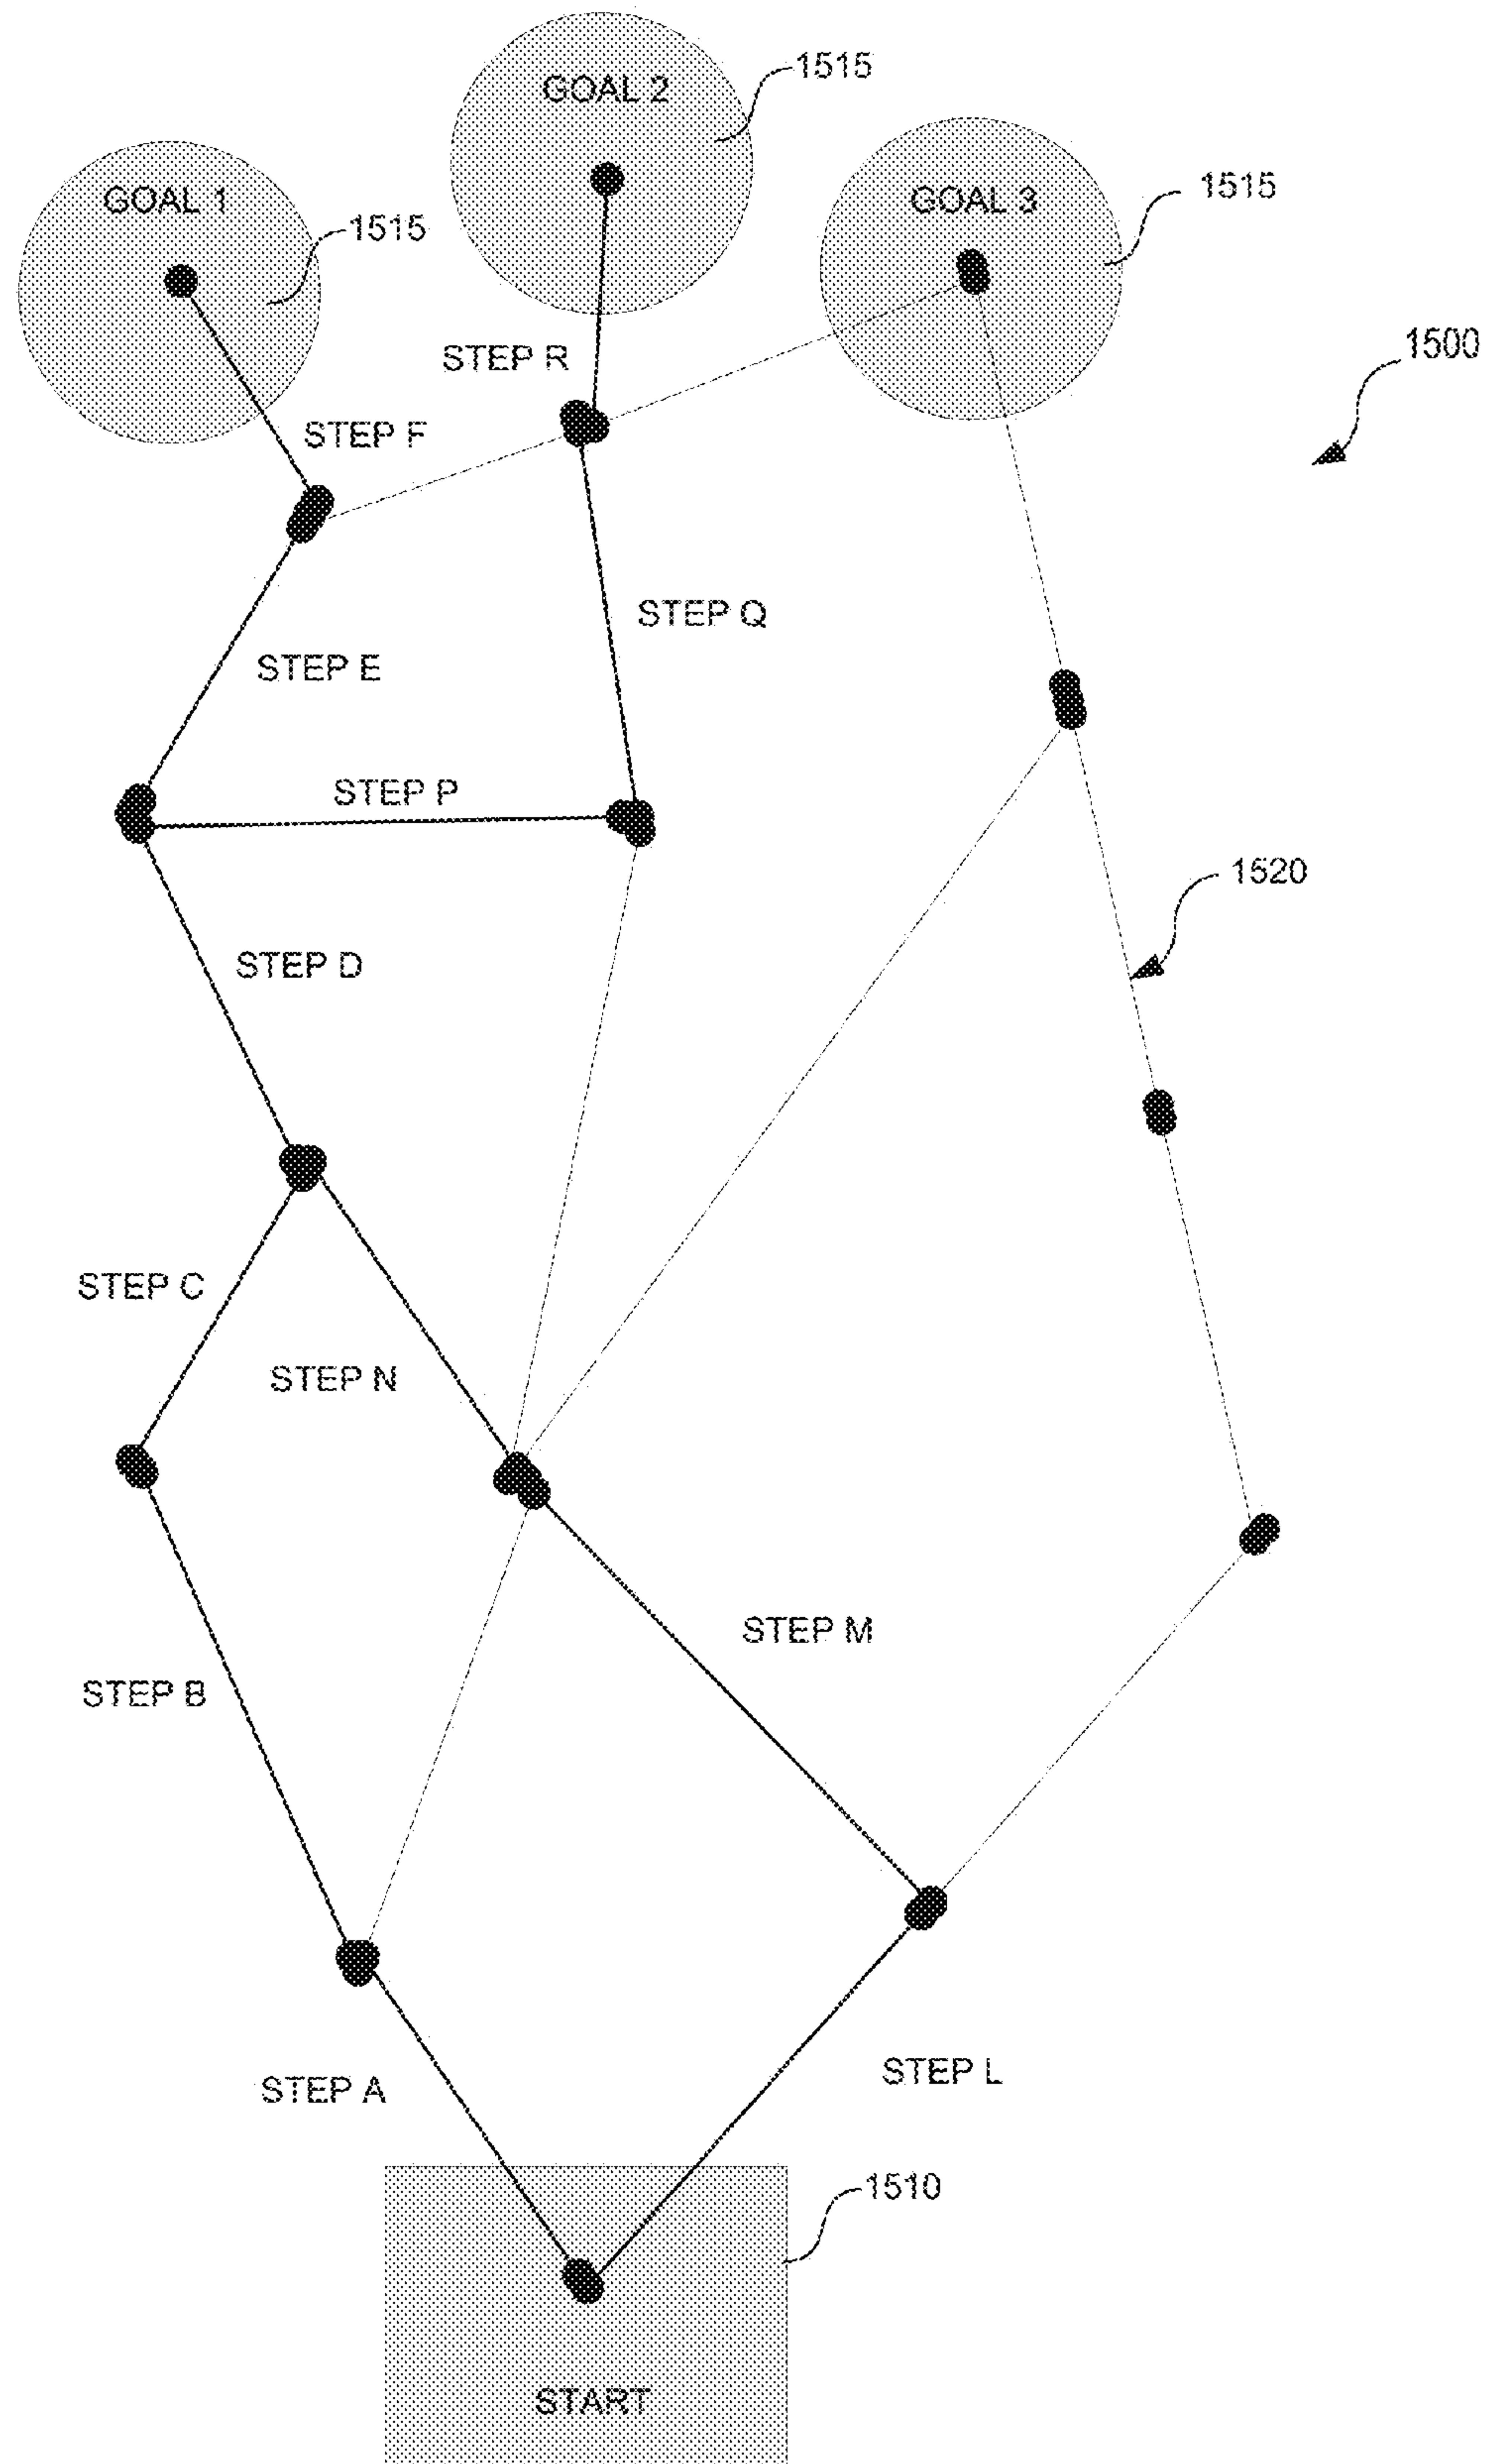 GOAL 2
1515
GOAL 1
1515
GOAL 3
1515
1500
STEP R
STEP F
STEP Q
STEP E
STEP P
1520
STEP D
STEP C
STEP N
STEP M
STEP B
STEP L
STEP A
1510
START